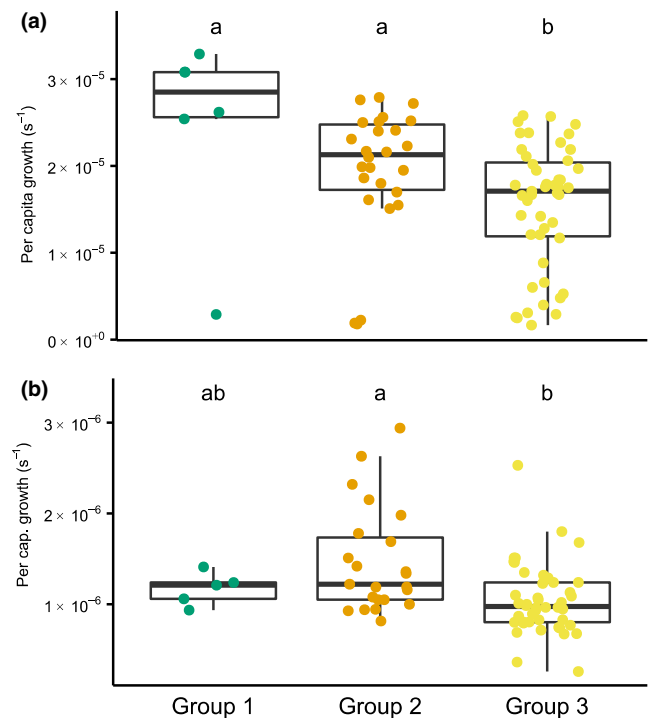 (a)
a a b
Per capita growth (s⁻¹)
3 × 10⁻⁵
2 × 10⁻⁵
1 × 10⁻⁵
0 × 10⁺⁰
(b)
ab a b
Per cap. growth (s⁻¹)
3 × 10⁻⁶
2 × 10⁻⁶
1 × 10⁻⁶
Group 1 Group 2 Group 3